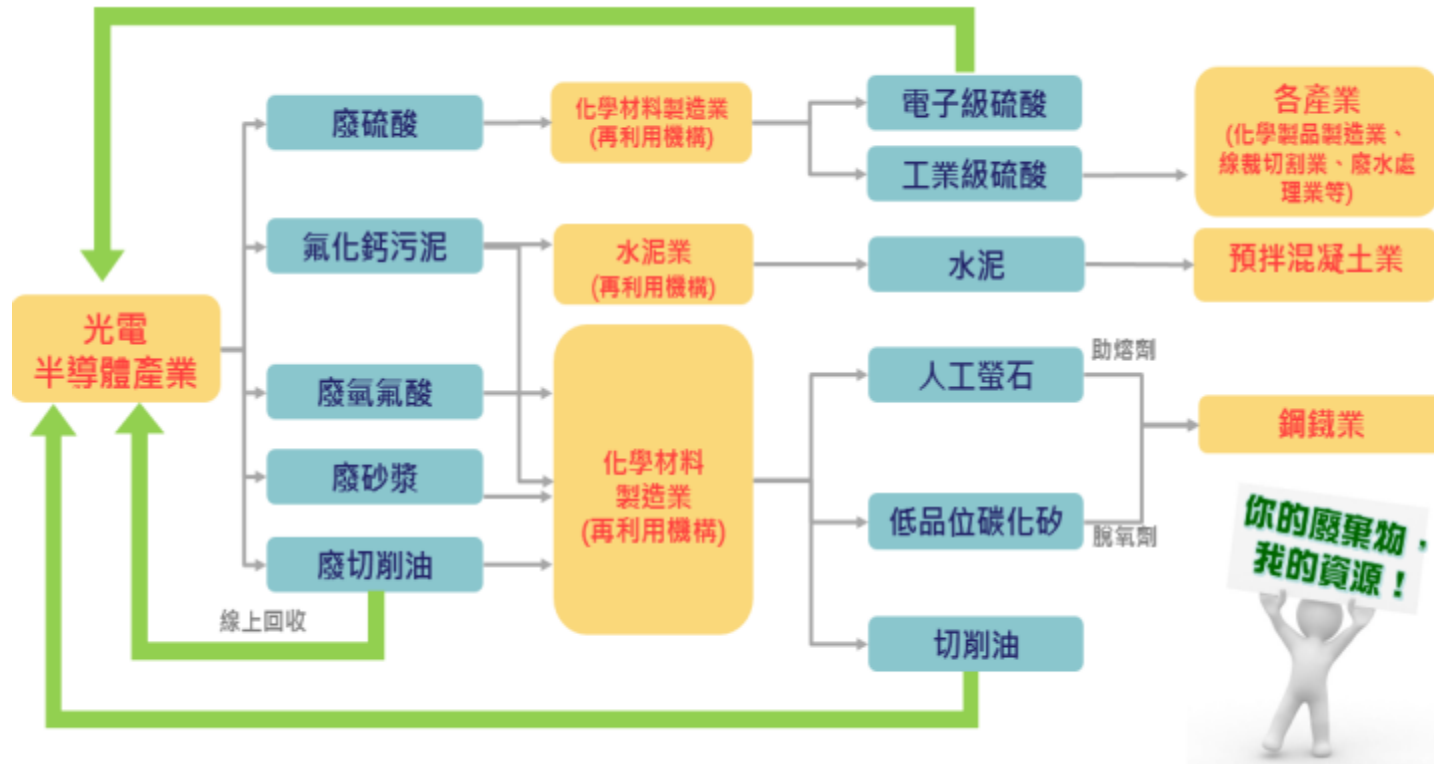 廢硫酸
化學材料製造業
(再利用機構)
電子級硫酸
工業級硫酸
各產業
(化學製品製造業、
線裁切割業、廢水處
理業等)
氟化鈣污泥
水泥業
(再利用機構)
水泥
預拌混凝土業
光電
半導體產業
廢氫氟酸
廢砂漿
廢切削油
線上回收
化學材料
製造業
(再利用機構)
人工螢石
助熔劑
低品位碳化矽
脫氧劑
鋼鐵業
切削油
你的廢棄物，
我的資源！